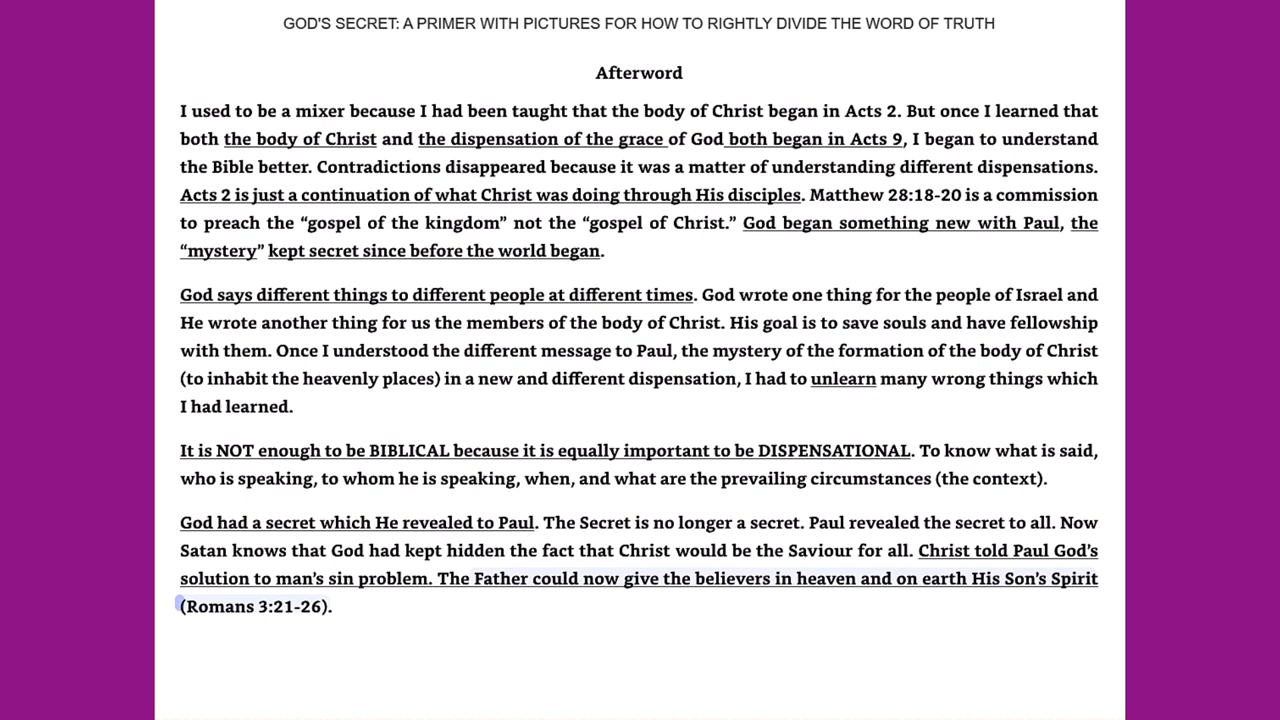 GOD'S SECRET: A PRIMER WITH PICTURES FOR HOW TO RIGHTLY DIVIDE THE WORD OF TRUTH
Afterword
I used to be a mixer because I had been taught that the body of Christ began in Acts 2. But once I learned that
both the body of Christ and the dispensation of the grace of God both began in Acts 9, I began to understand
the Bible better. Contradictions disappeared because it was a matter of understanding different dispensations.
Acts 2 is just a continuation of what Christ was doing through His disciples. Matthew 28:18-20 is a commission
to preach the “gospel of the kingdom” not the “gospel of Christ.” God began something new with Paul, the
“mystery” kept secret since before the world began.
God says different things to different people at different times. God wrote one thing for the people of Israel and
He wrote another thing for us the members of the body of Christ. His goal is to save souls and have fellowship
with them. Once I understood the different message to Paul, the mystery of the formation of the body of Christ
(to inhabit the heavenly places) in a new and different dispensation, I had to unlearn many wrong things which
I had learned.
It is NOT enough to be BIBLICAL because it is equally important to be DISPENSATIONAL. To know what is said,
who is speaking, to whom he is speaking, when, and what are the prevailing circumstances (the context).
God had a secret which He revealed to Paul. The Secret is no longer a secret. Paul revealed the secret to all. Now
Satan knows that God had kept hidden the fact that Christ would be the Saviour for all. Christ told Paul God’s
solution to man’s sin problem. The Father could now give the believers in heaven and on earth His Son’s Spirit
(Romans 3:21-26).